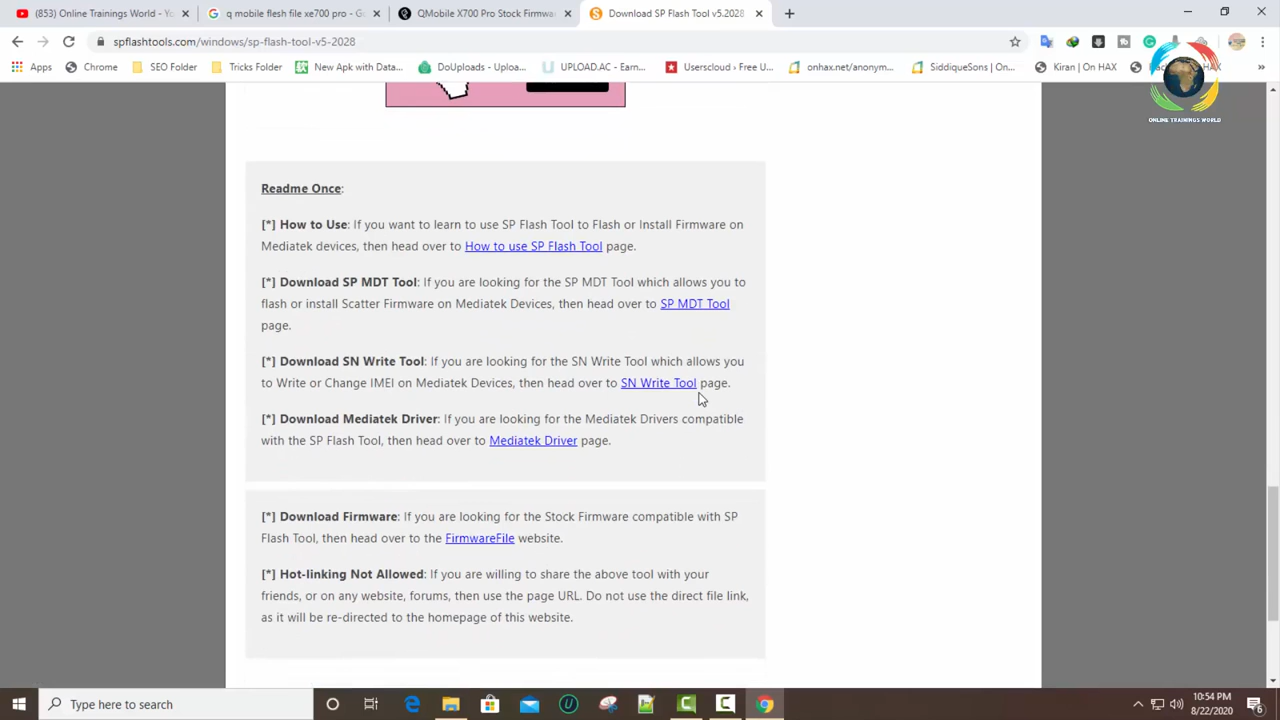 (853) Online Trainings World - Yo
q mobile flesh file xe700 pro - Go
QMobile X700 Pro Stock Firmwa
Download SP Flash Tool v5.2028
spflashtools.com/windows/sp-flash-tool-v5-2028
Apps
Chrome
SEO Folder
Tricks Folder
New Apk with Data...
DoUploads - Uploa...
UPLOAD.AC - Earn...
Userscloud › Free U...
onhax.net/anonym...
SiddiqueSons | On...
Kiran | On HAX
ONLINE TRAININGS WORLD
Readme Once:
[*] How to Use: If you want to learn to use SP Flash Tool to Flash or Install Firmware on
Mediatek devices, then head over to How to use SP Flash Tool page.
[*] Download SP MDT Tool: If you are looking for the SP MDT Tool which allows you to
flash or install Scatter Firmware on Mediatek Devices, then head over to SP MDT Tool
page.
[*] Download SN Write Tool: If you are looking for the SN Write Tool which allows you
to Write or Change IMEI on Mediatek Devices, then head over to SN Write Tool page.
[*] Download Mediatek Driver: If you are looking for the Mediatek Drivers compatible
with the SP Flash Tool, then head over to Mediatek Driver page.
[*] Download Firmware: If you are looking for the Stock Firmware compatible with SP
Flash Tool, then head over to the FirmwareFile website.
[*] Hot-linking Not Allowed: If you are willing to share the above tool with your
friends, or on any website, forums, then use the page URL. Do not use the direct file link,
as it will be re-directed to the homepage of this website.
Type here to search
10:54 PM
8/22/2020
6